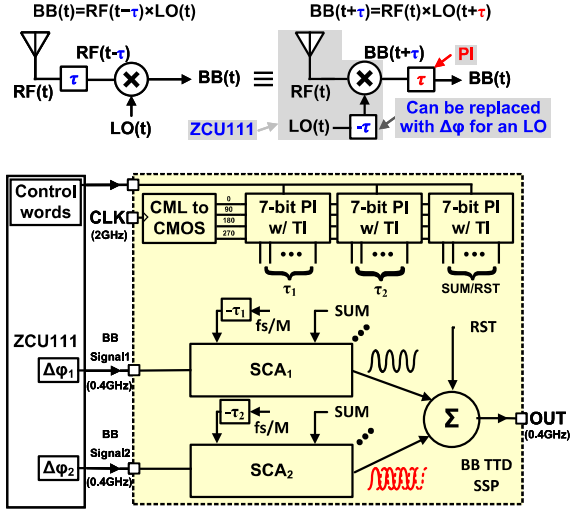 BB(t)=RF(t-τ)×LO(t)
BB(t+τ)=RF(t)×LO(t+τ)
RF(t-τ)
BB(t+τ)
PI
τ
BB(t)
≡
τ
BB(t)
RF(t)
RF(t)
LO(t)
ZCU111
LO(t)
-τ
Can be replaced
with Δφ for an LO
Control
words
CLK
(2GHz)
CML to
CMOS
0
90
180
270
7-bit PI
w/ TI
7-bit PI
w/ TI
7-bit PI
w/ TI
τ1
τ2
SUM/RST
ZCU111
-τ1
fs/M
SUM
RST
BB
Signal1
(0.4GHz)
Δφ1
SCA1
Σ
OUT
(0.4GHz)
-τ2
fs/M
SUM
BB
Signal2
(0.4GHz)
Δφ2
SCA2
BB TTD
SSP